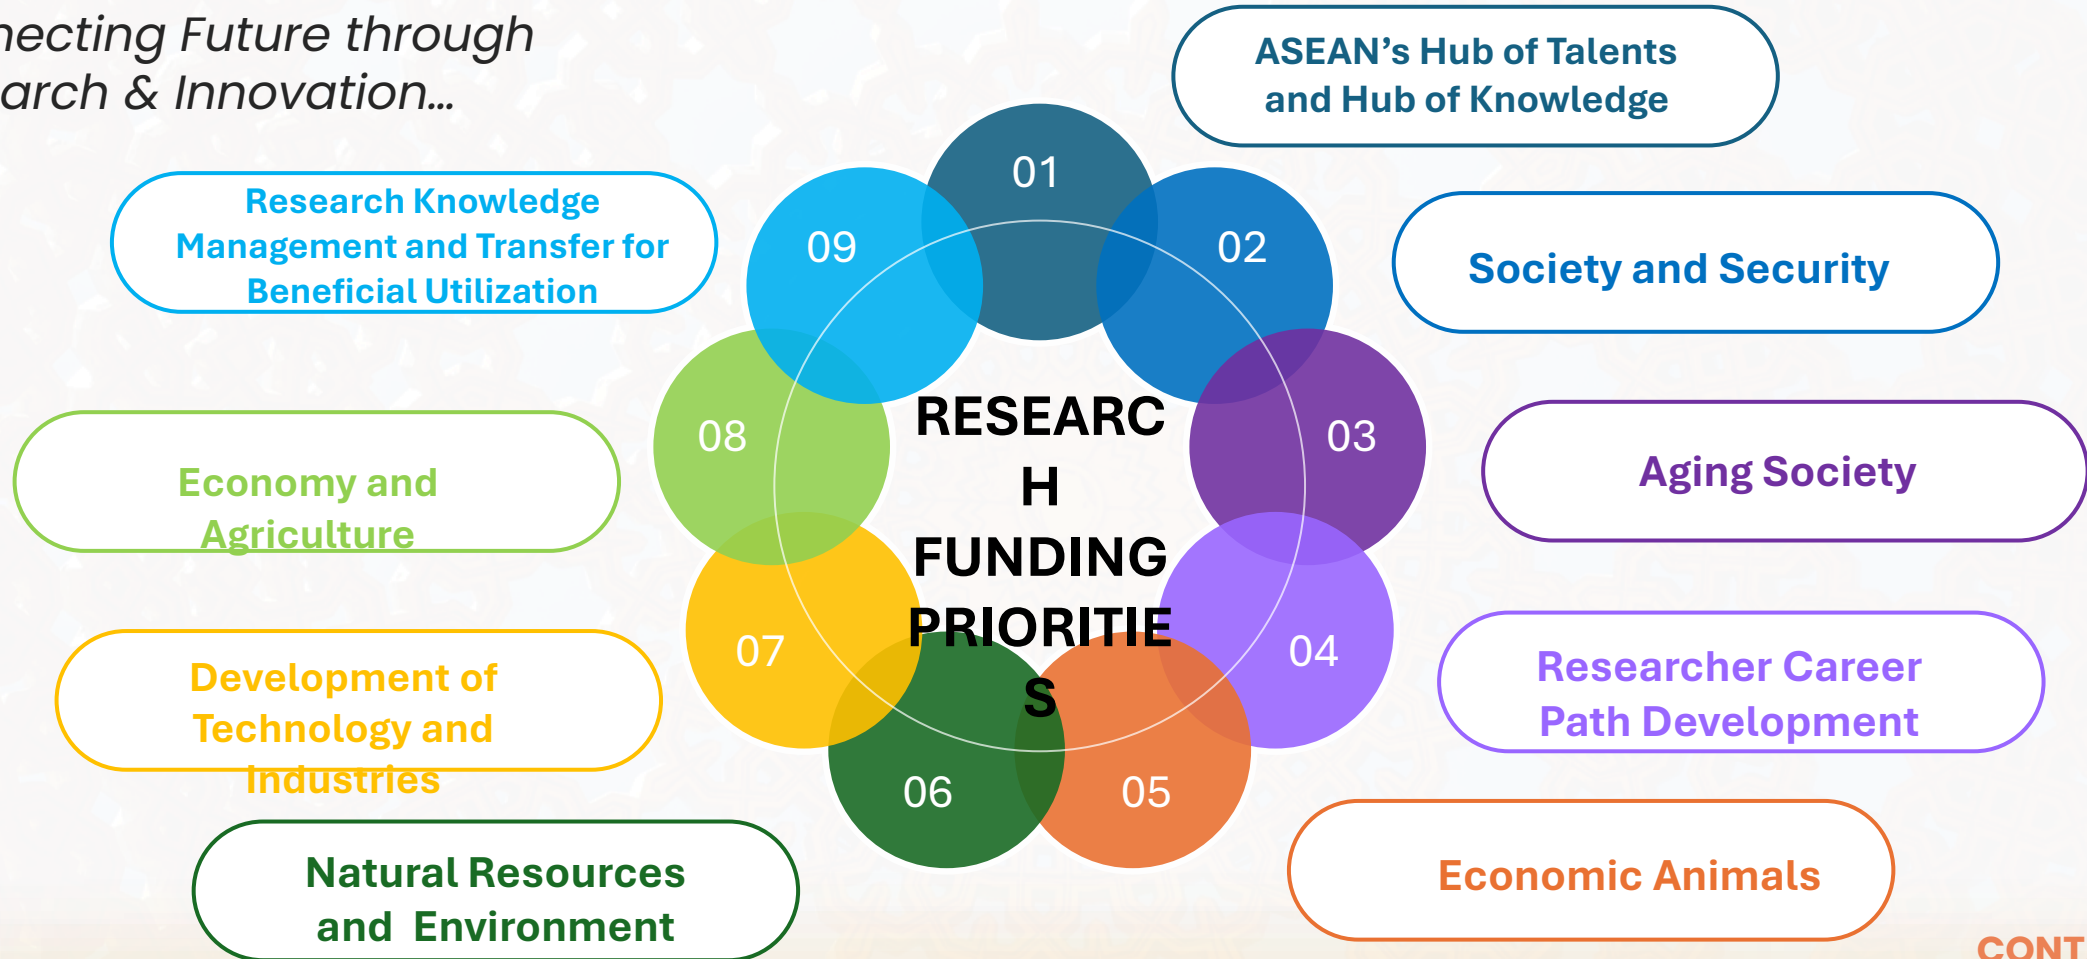 necting Future through
arch & Innovation...
ASEAN's Hub of Talents
and Hub of Knowledge
01
02
03
04
05
06
07
08
09
Research Knowledge
Management and Transfer for
Beneficial Utilization
Society and Security
RESEARC
H
FUNDING
PRIORITIE
S
Economy and
Agriculture
Aging Society
Development of
Technology and
Industries
Researcher Career
Path Development
Natural Resources
and Environment
Economic Animals
CONT